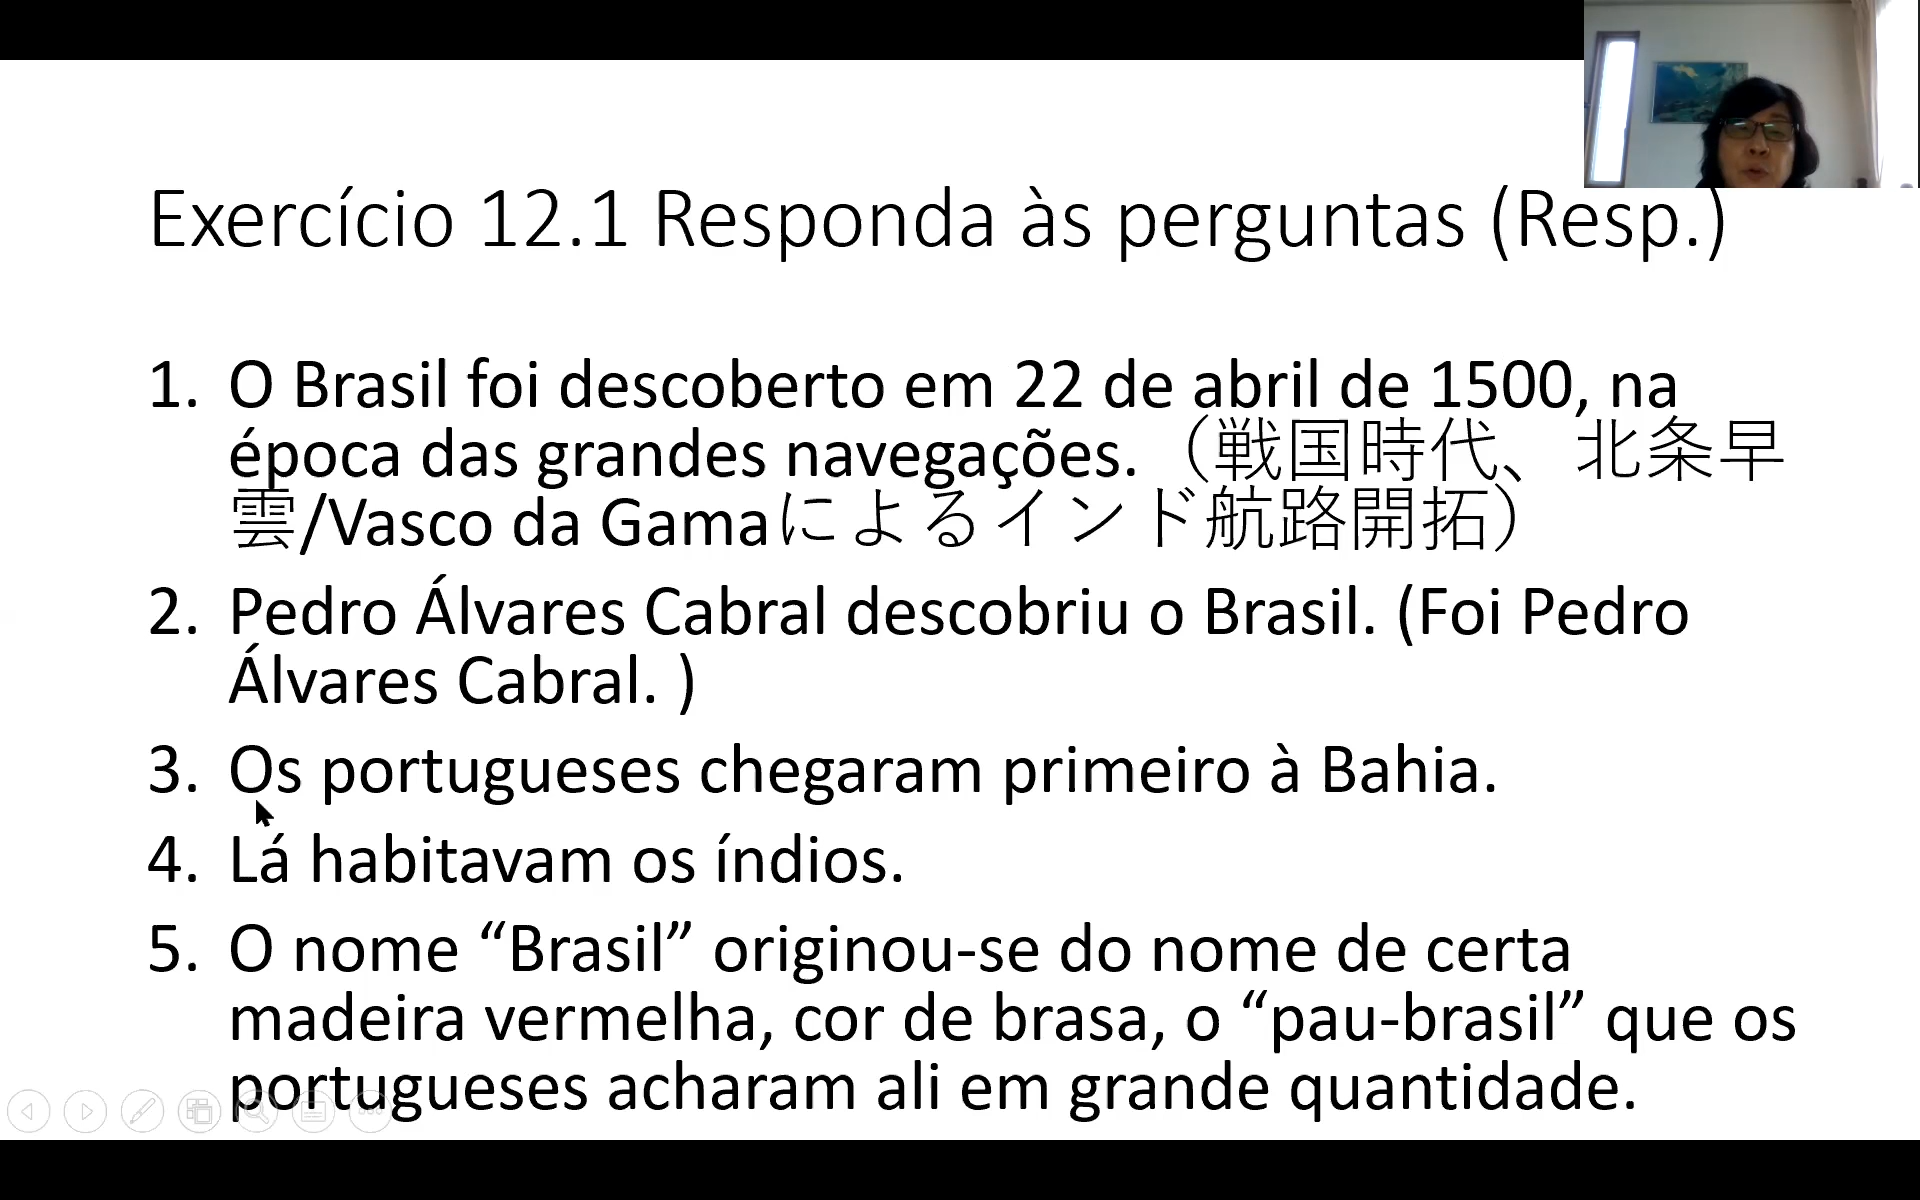 Exercício 12.1 Responda às perguntas (Resp.)
1. O Brasil foi descoberto em 22 de abril de 1500, na
época das grandes navegações.（戦国時代、北条早
雲/Vasco da Gamaによるインド航路開拓）
2. Pedro Álvares Cabral descobriu o Brasil. (Foi Pedro
Álvares Cabral. )
3. Os portugueses chegaram primeiro à Bahia.
4. Lá habitavam os índios.
5. O nome “Brasil” originou-se do nome de certa
madeira vermelha, cor de brasa, o “pau-brasil” que os
portugueses acharam ali em grande quantidade.